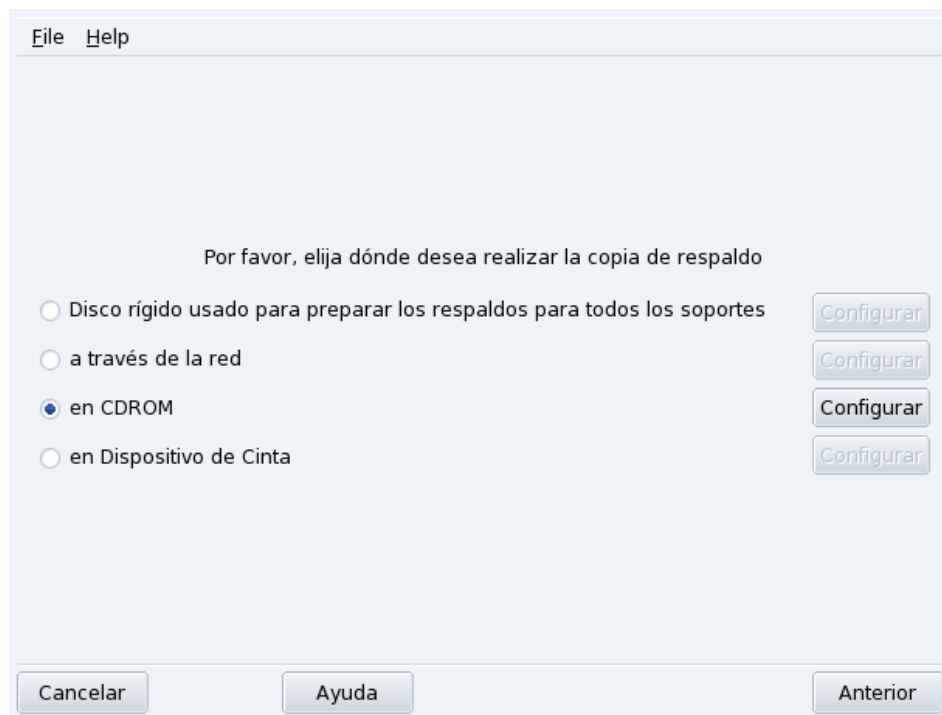 File Help
Por favor, elija dónde desea realizar la copia de respaldo
Disco rígido usado para preparar los respaldos para todos los soportes Configurar
a través de la red Configurar
en CDROM Configurar
en Dispositivo de Cinta Configurar
Cancelar Ayuda Anterior